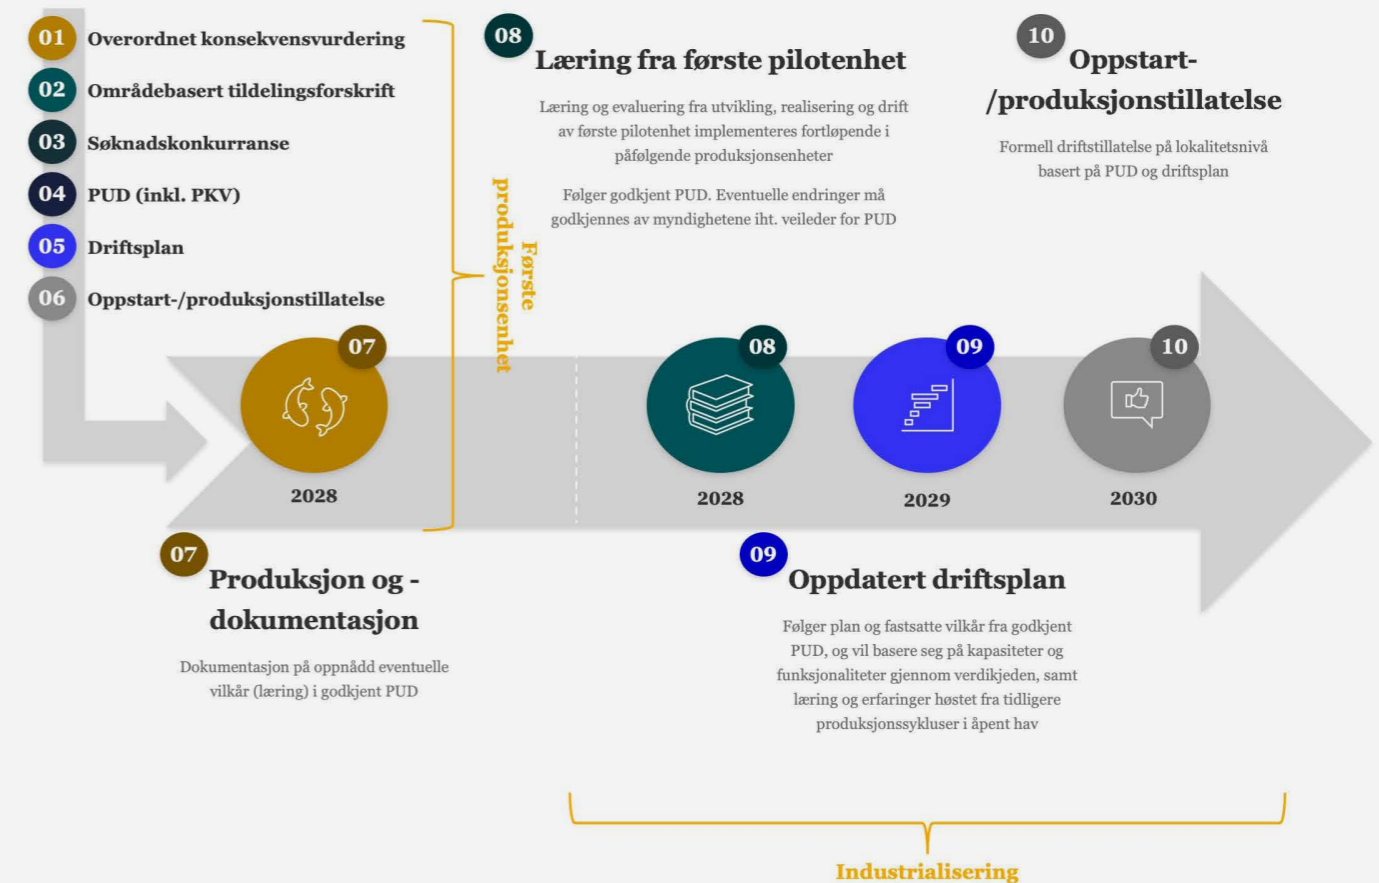 01 Overordnet konsekvensvurdering
02 Områdebasert tildelingsforskrift
03 Søknadskonkurranse
04 PUD (inkl. PKV)
05 Driftsplan
06 Oppstart-/produksjonstillatelse
Første
produksjonsenhet
08
Læring fra første pilotenhet
Læring og evaluering fra utvikling, realisering og drift
av første pilotenhet implementeres fortløpende i
påfølgende produksjonsenheter
Følger godkjent PUD. Eventuelle endringer må
godkjennes av myndighetene iht. veileder for PUD
10
Oppstart-
/produksjonstillatelse
Formell driftstillatelse på lokalitetsnivå
basert på PUD og driftsplan
07
2028
08
2028
09
2029
10
2030
07
Produksjon og -
dokumentasjon
Dokumentasjon på oppnådd eventuelle
vilkår (læring) i godkjent PUD
09
Oppdatert driftsplan
Følger plan og fastsatte vilkår fra godkjent
PUD, og vil basere seg på kapasiteter og
funksjonaliteter gjennom verdikjeden, samt
læring og erfaringer høstet fra tidligere
produksjonssykluser i åpent hav
Industrialisering